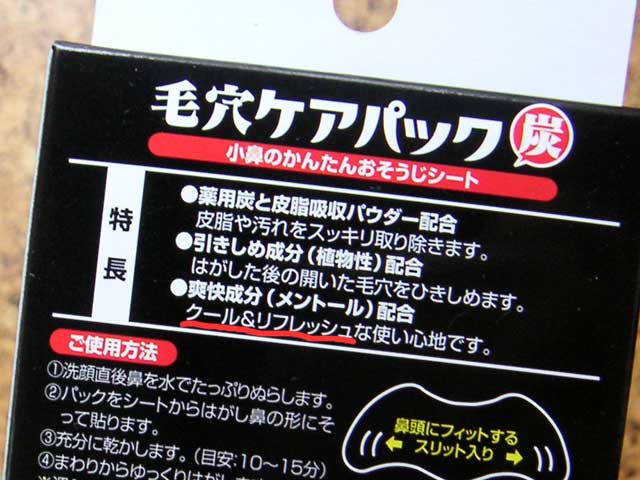 毛穴ケアパック 炭
小鼻のかんたんおそうじシート
特長
●薬用炭と皮脂吸収パウダー配合
皮脂や汚れをスッキリ取り除きます。
●引きしめ成分(植物性)配合
はがした後の開いた毛穴をひきしめます。
●爽快成分(メントール)配合
クール&リフレッシュな使い心地です。
ご使用方法
①洗顔直後鼻を水でたっぷりぬらします。
②パックをシートからはがし鼻の形にそ
って貼ります。
③充分に乾かします。(目安:10〜15分)
④まわりからゆっくりはがし
鼻頭にフィットする
スリット入り